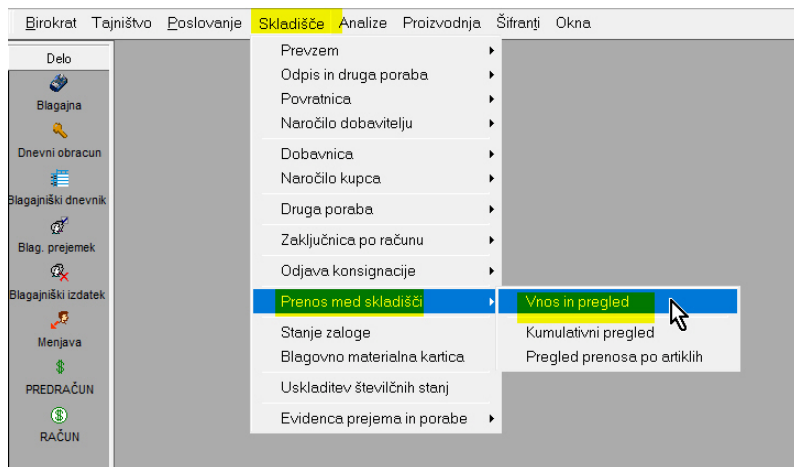 Birokrat Tajništvo Poslovanje Skladišče Analize Proizvodnja Šifranti Okna
Delo
Blagajna
Dnevni obracun
Blagajniški dnevnik
Blag. prejemek
Blagajniški izdatek
Menjava
PREDRAČUN
RAČUN
Prevzem
Odpis in druga poraba
Povratnica
Naročilo dobavitelju
Dobavnica
Naročilo kupca
Druga poraba
Zaključnica po računu
Odjava konsignacije
Prenos med skladišči
Stanje zaloge
Blagovno materialna kartica
Uskladitev številčnih stanj
Evidenca prejema in porabe
Vnos in pregled
Kumulativni pregled
Pregled prenosa po artiklih